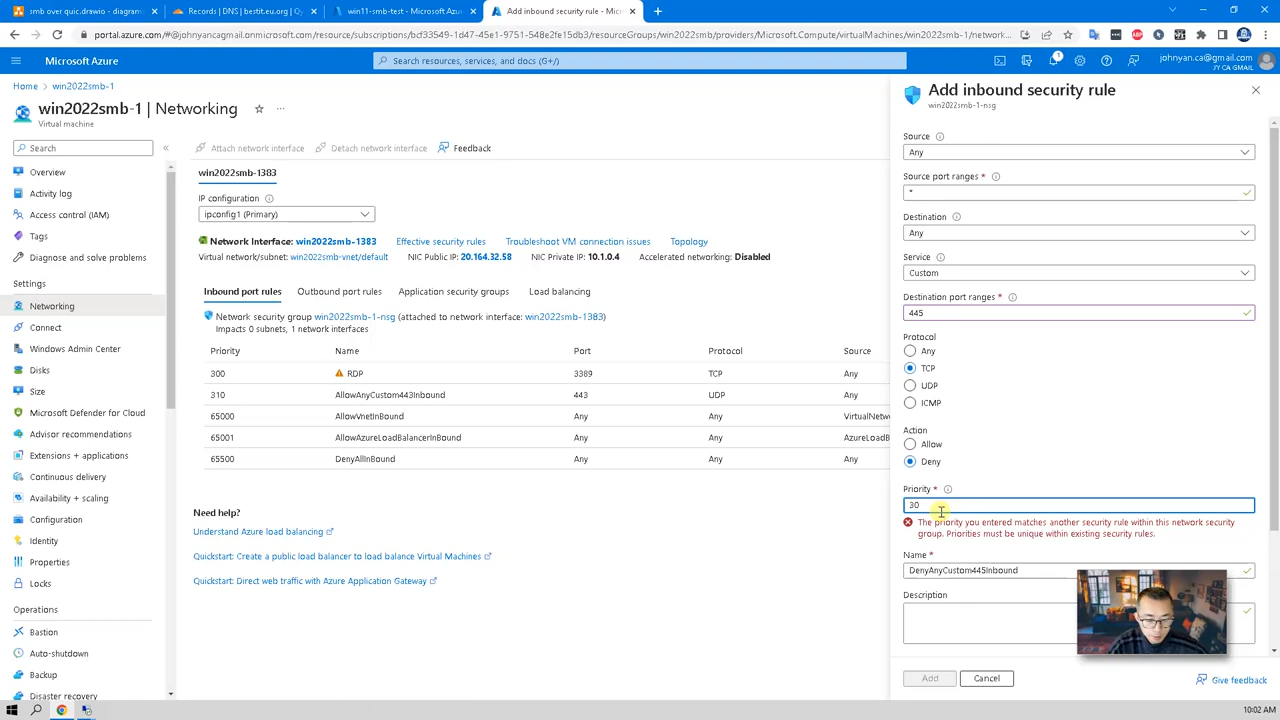 smb over quic.drawio - diagram
Records | DNS | bestit.eu.org | Cy
win11-smb-test - Microsoft Azure
Add inbound security rule - Micr
portal.azure.com/#@johnyancagmail.onmicrosoft.com/resource/subscriptions/bcf33549-1d47-45e1-9751-548e2fe15db3/resourceGroups/win2022smb/providers/Microsoft.Compute/virtualMachines/win2022smb-1/network...
Microsoft Azure
Search resources, services, and docs (G+/)
1
johnyan.ca@gmail.com
JY CA GMAIL
Home > win2022smb-1 >
win2022smb-1 | Networking
Virtual machine
Search
Overview
Activity log
Access control (IAM)
Tags
Diagnose and solve problems
Settings
Networking
Connect
Windows Admin Center
Disks
Size
Microsoft Defender for Cloud
Advisor recommendations
Extensions + applications
Continuous delivery
Availability + scaling
Configuration
Identity
Properties
Locks
Operations
Bastion
Auto-shutdown
Backup
Disaster recovery
Attach network interface
Detach network interface
Feedback
win2022smb-1383
IP configuration
ipconfig1 (Primary)
Network Interface: win2022smb-1383 Effective security rules Troubleshoot VM connection issues Topology
Virtual network/subnet: win2022smb-vnet/default NIC Public IP: 20.164.32.58 NIC Private IP: 10.1.0.4 Accelerated networking: Disabled
Inbound port rules Outbound port rules Application security groups Load balancing
Network security group win2022smb-1-nsg (attached to network interface: win2022smb-1383)
Impacts 0 subnets, 1 network interfaces
Priority Name Port Protocol Source
300 RDP 3389 TCP Any
310 AllowAnyCustom443Inbound 443 UDP Any
65000 AllowVnetInBound Any Any VirtualNetw
65001 AllowAzureLoadBalancerInBound Any Any AzureLoadB
65500 DenyAllInBound Any Any Any
Need help?
Understand Azure load balancing
Quickstart: Create a public load balancer to load balance Virtual Machines
Quickstart: Direct web traffic with Azure Application Gateway
Add inbound security rule
win2022smb-1-nsg
Source
Any
Source port ranges *
*
Destination
Any
Service
Custom
Destination port ranges *
445
Protocol
Any
TCP
UDP
ICMP
Action
Allow
Deny
Priority *
30
The priority you entered matches another security rule within this network security
group. Priorities must be unique within existing security rules.
Name *
DenyAnyCustom445Inbound
Description
Add
Cancel
Give feedback
10:02 AM